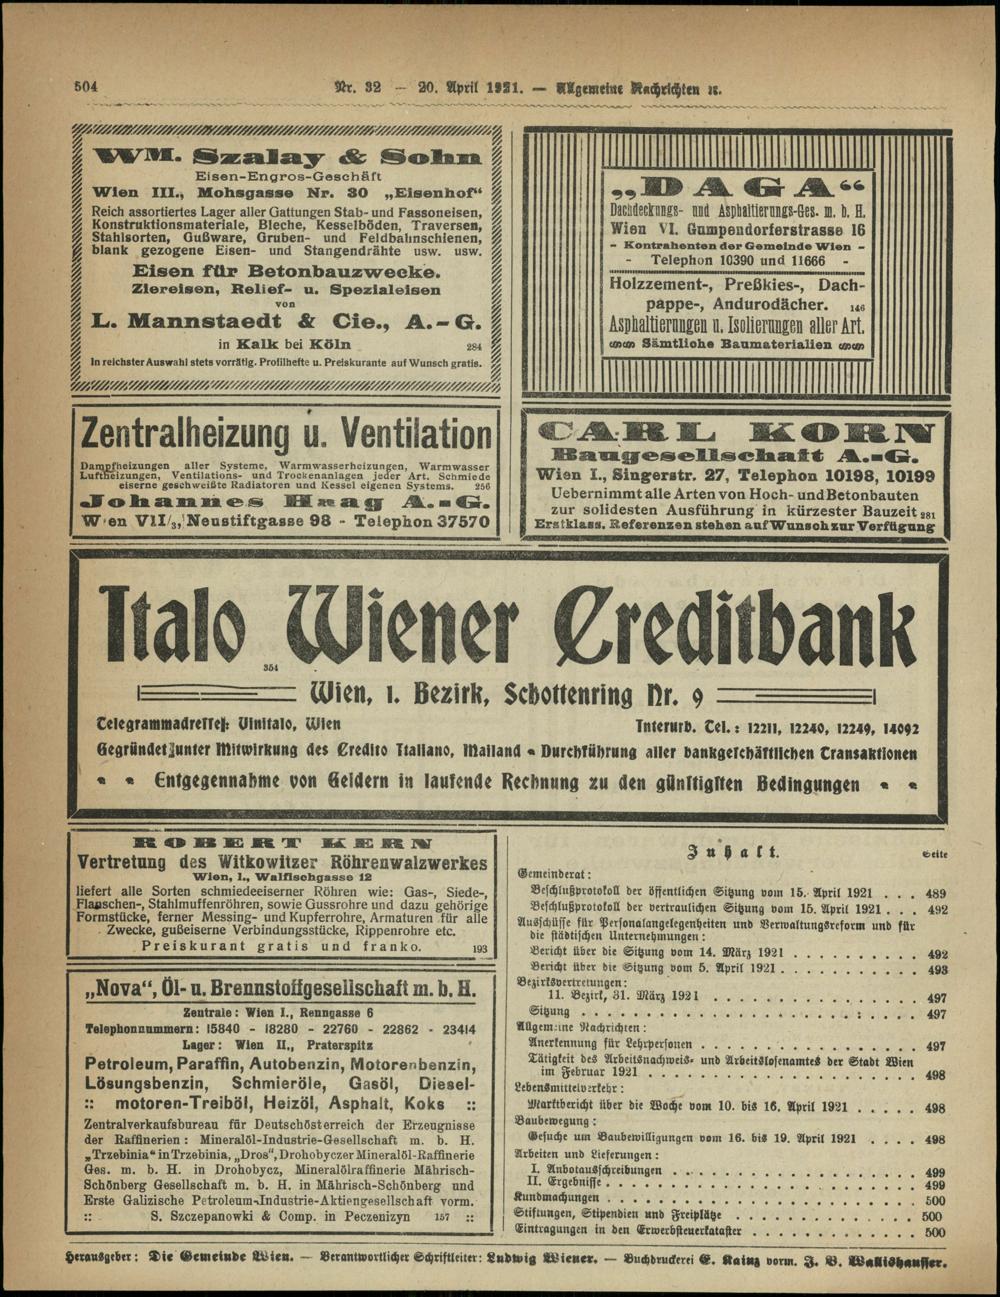 504
Nr. 32 — 20. April 1921. — Allgemeine Nachrichten ꝛc.
WM. Szalay & Sohn
Eisen-Engros-Geschäft
Wien III., Mohsgasse Nr. 30 „Eisenhof“
Reich assortiertes Lager aller Gattungen Stab- und Fassoneisen,
Konstruktionsmateriale, Bleche, Kesselböden, Traversen,
Stahlsorten, Gußware, Gruben- und Feldbahnschienen,
blank gezogene Eisen- und Stangendrähte usw. usw.
Eisen für Betonbauzwecke.
Ziereisen, Relief- u. Spezialeisen
von
L. Mannstaedt & Cie., A.-G.
in Kalk bei Köln 284
In reichster Auswahl stets vorrätig. Profilhefte u. Preiskurante auf Wunsch gratis.
„DAGA“
Dachdeckungs- und Asphaltierungs-Ges. m. b. H.
Wien VI. Gumpendorferstrasse 16
- Kontrahenten der Gemeinde Wien -
- Telephon 10390 und 11666 -
Holzzement-, Preßkies-, Dach-
pappe-, Andurodächer. 146
Asphaltierungen u. Isolierungen aller Art.
Sämtliche Baumaterialien
Zentralheizung u. Ventilation
Dampfheizungen aller Systeme, Warmwasserheizungen, Warmwasser
Luftheizungen, Ventilations- und Trockenanlagen jeder Art. Schmiede
eiserne geschweißte Radiatoren und Kessel eigenen Systems. 256
Johannes Haag A.-G.
Wien VII/3, Neustiftgasse 98 - Telephon 37570
CARL KORN
Baugesellschaft A.-G.
Wien I., Singerstr. 27, Telephon 10198, 10199
Uebernimmt alle Arten von Hoch- und Betonbauten
zur solidesten Ausführung in kürzester Bauzeit 281
Erstklass. Referenzen stehen auf Wunsch zur Verfügung
Italo Wiener Creditbank
354
Wien, 1. Bezirk, Schottenring Nr. 9
Telegrammadresse: Vinitalo, Wien Interurb. Tel.: 12211, 12240, 12249, 14092
Gegründet unter Mitwirkung des Credito Italiano, Mailand • Durchführung aller bankgeschäftlichen Transaktionen
• • Entgegennahme von Geldern in laufende Rechnung zu den günstigsten Bedingungen • •
ROBERT KERN
Vertretung des Witkowitzer Röhrenwalzwerkes
Wien, I., Walfischgasse 12
liefert alle Sorten schmiedeeiserner Röhren wie: Gas-, Siede-,
Flanschen-, Stahlmuffenröhren, sowie Gussrohre und dazu gehörige
Formstücke, ferner Messing- und Kupferrohre, Armaturen für alle
Zwecke, gußeiserne Verbindungsstücke, Rippenrohre etc.
Preiskurant gratis und franko. 193
„Nova“, Öl- u. Brennstoffgesellschaft m. b. H.
Zentrale: Wien I., Renngasse 6
Telephonnummern: 15840 - 18280 - 22760 - 22862 - 23414
Lager: Wien II., Praterspitz
Petroleum, Paraffin, Autobenzin, Motorenbenzin,
Lösungsbenzin, Schmieröle, Gasöl, Diesel-
:: motoren-Treiböl, Heizöl, Asphalt, Koks ::
Zentralverkaufsbureau für Deutschösterreich der Erzeugnisse
der Raffinerien: Mineralöl-Industrie-Gesellschaft m. b. H.
„Trzebinia“ in Trzebinia, „Dros“, Drohobyczer Mineralöl-Raffinerie
Ges. m. b. H. in Drohobycz, Mineralölraffinerie Mährisch-
Schönberg Gesellschaft m. b. H. in Mährisch-Schönberg und
Erste Galizische Petroleum-Industrie-Aktiengesellschaft vorm.
:: S. Szczepanowki & Comp. in Peczenizyn 157 ::
Inhalt. Seite
Gemeinderat:
Beschlußprotokoll der öffentlichen Sitzung vom 15. April 1921 . . . 489
Beschlußprotokoll der vertraulichen Sitzung vom 15. April 1921 . . . 492
Ausschüsse für Personalangelegenheiten und Verwaltungsreform und für
die städtischen Unternehmungen:
Bericht über die Sitzung vom 14. März 1921 . . . . . . . . . . 492
Bericht über die Sitzung vom 5. April 1921 . . . . . . . . . . . 493
Bezirksvertretungen:
11. Bezirk, 31. März 1921 . . . . . . . . . . . . . . . . 497
Sitzung . . . . . . . . . . . . . . . . . . . . . . . . . 497
Allgemeine Nachrichten:
Anerkennung für Lehrpersonen . . . . . . . . . . . . . . . . 497
Tätigkeit des Arbeitsnachweis- und Arbeitslosenamtes der Stadt Wien
im Februar 1921 . . . . . . . . . . . . . . . . . . . . . 498
Lebensmittelverkehr:
Marktbericht über die Woche vom 10. bis 16. April 1921 . . . . . 498
Baubewegung:
Gesuche um Baubewilligungen vom 16. bis 19. April 1921 . . . . 498
Arbeiten und Lieferungen:
I. Anbotausschreibungen . . . . . . . . . . . . . . . . . . 499
II. Ergebnisse . . . . . . . . . . . . . . . . . . . . . . . . 499
Kundmachungen . . . . . . . . . . . . . . . . . . . . . . . . 500
Stiftungen, Stipendien und Freiplätze . . . . . . . . . . . . . . 500
Eintragungen in den Erwerbsteuerkataster . . . . . . . . . . . . . 500
Herausgeber: Die Gemeinde Wien. — Verantwortlicher Schriftleiter: Ludwig Wiener. — Buchdruckerei E. Kainz vorm. J. B. Wallishausser.